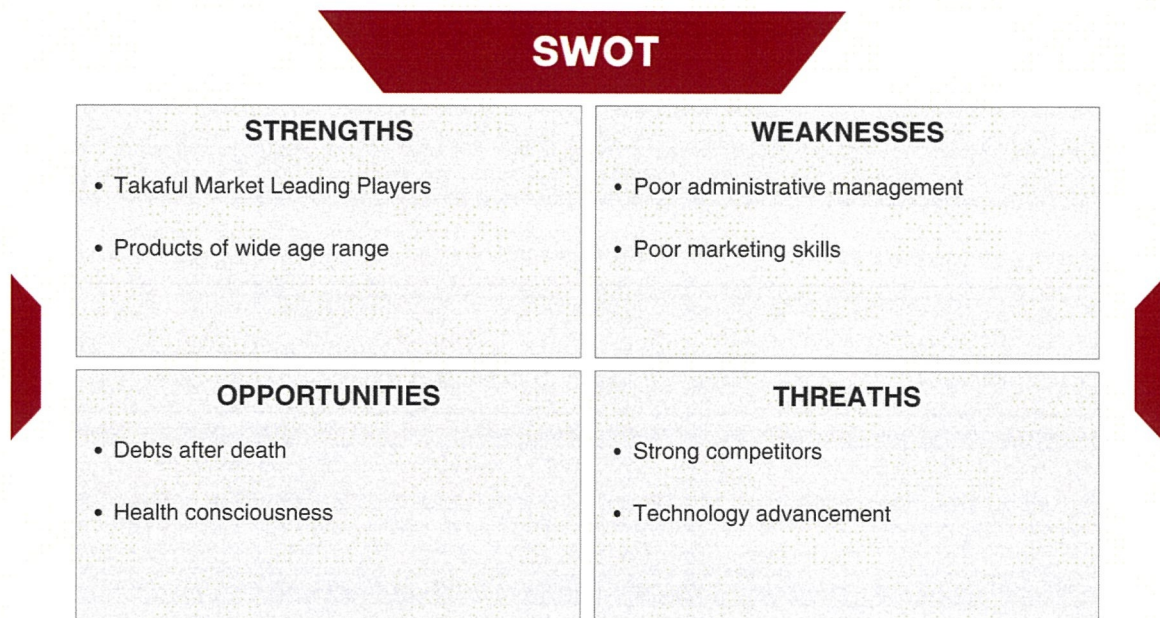 SWOT
STRENGTHS
• Takaful Market Leading Players
• Products of wide age range
WEAKNESSES
• Poor administrative management
• Poor marketing skills
OPPORTUNITIES
• Debts after death
• Health consciousness
THREATHS
• Strong competitors
• Technology advancement